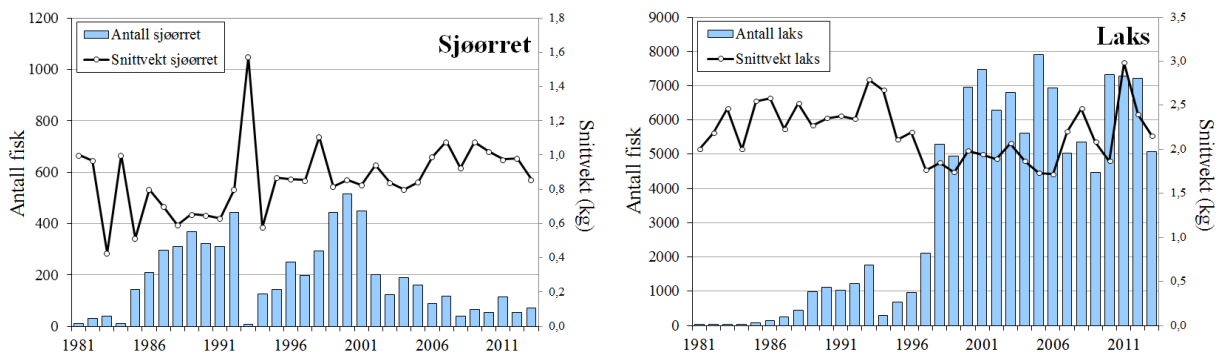 Sjøørret
Antall sjøørret
Snittvekt sjøørret
Antall fisk
Snittvekt (kg)
1200
1000
800
600
400
200
0
1,8
1,6
1,4
1,2
1,0
0,8
0,6
0,4
0,2
0,0
1981 1986 1991 1996 2001 2006 2011
Laks
Antall laks
Snittvekt laks
Antall fisk
Snittvekt (kg)
9000
8000
7000
6000
5000
4000
3000
2000
1000
0
3,5
3,0
2,5
2,0
1,5
1,0
0,5
0,0
1981 1986 1991 1996 2001 2006 2011